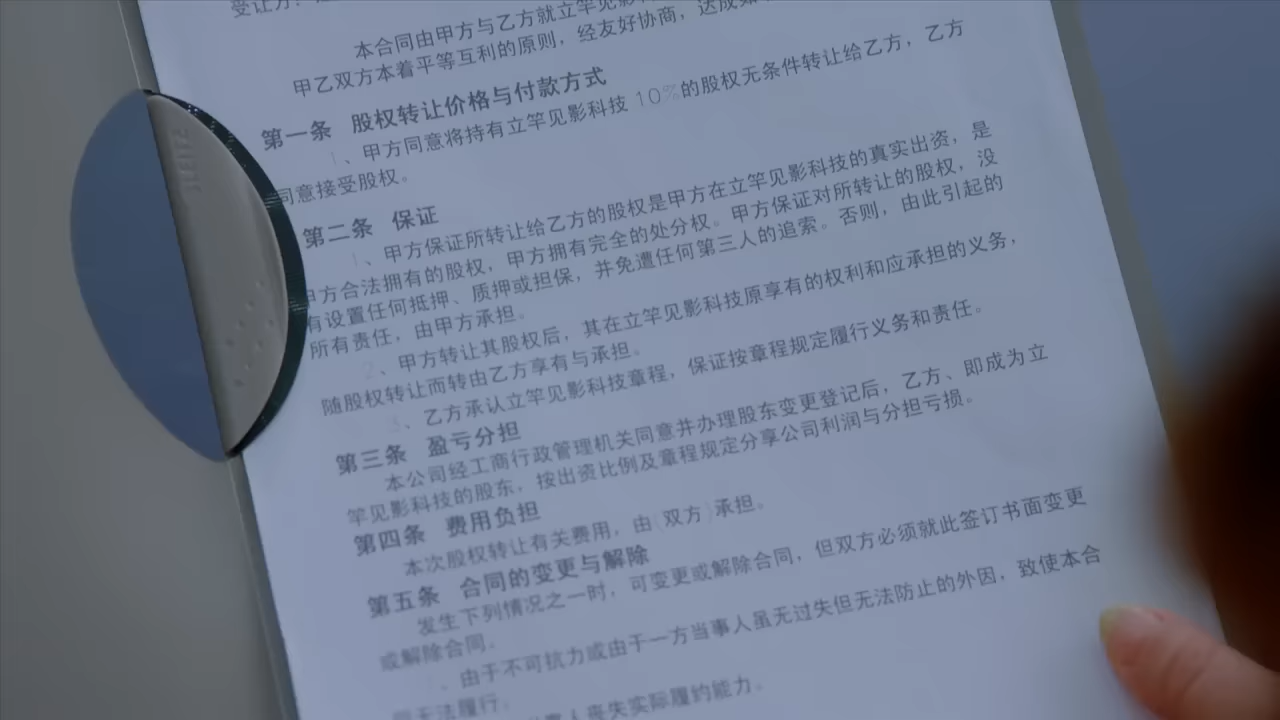 受让方：
本合同由甲方与乙方就立竿见影
甲乙双方本着平等互利的原则，经友好协商，达成如
第一条 股权转让价格与付款方式
1、甲方同意将持有立竿见影科技10%的股权无条件转让给乙方，乙方
同意接受股权。
第二条 保证
1、甲方保证所转让给乙方的股权是甲方在立竿见影科技的真实出资，是
甲方合法拥有的股权，甲方拥有完全的处分权。甲方保证对所转让的股权，没
有设置任何抵押、质押或担保，并免遭任何第三人的追索。否则，由此引起的
所有责任，由甲方承担。
2、甲方转让其股权后，其在立竿见影科技原享有的权利和应承担的义务，
随股权转让而转由乙方享有与承担。
3、乙方承认立竿见影科技章程，保证按章程规定履行义务和责任。
第三条 盈亏分担
本公司经工商行政管理机关同意并办理股东变更登记后，乙方、即成为立
竿见影科技的股东，按出资比例及章程规定分享公司利润与分担亏损。
第四条 费用负担
本次股权转让有关费用，由(双方)承担。
第五条 合同的变更与解除
发生下列情况之一时，可变更或解除合同，但双方必须就此签订书面变更
或解除合同。
、由于不可抗力或由于一方当事人虽无过失但无法防止的外因，致使本合
同无法履行。
事人丧失实际履约能力。